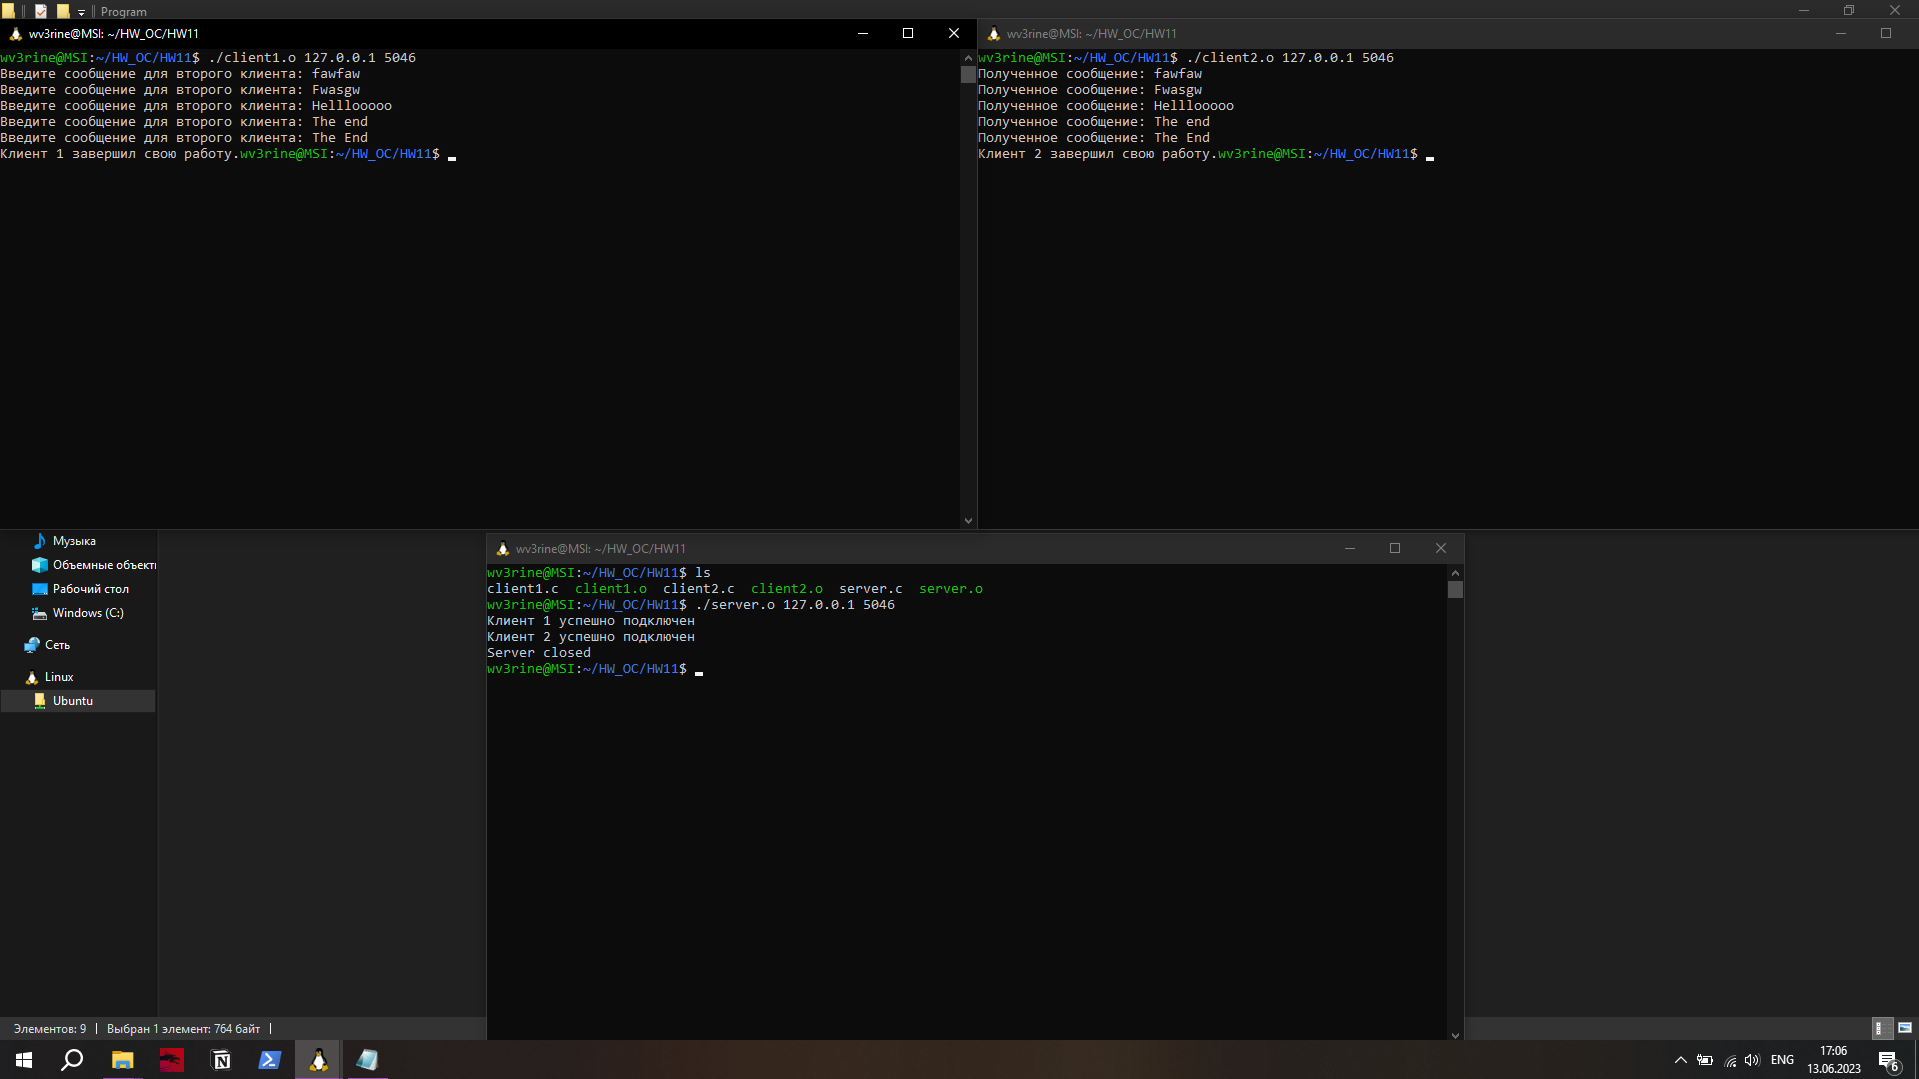 Program
wv3rine@MSI: ~/HW_OC/HW11
wv3rine@MSI:~/HW_OC/HW11$ ./client1.o 127.0.0.1 5046
Введите сообщение для второго клиента: fawfaw
Введите сообщение для второго клиента: Fwasgw
Введите сообщение для второго клиента: Helllooooo
Введите сообщение для второго клиента: The end
Введите сообщение для второго клиента: The End
Клиент 1 завершил свою работу.wv3rine@MSI:~/HW_OC/HW11$
wv3rine@MSI: ~/HW_OC/HW11
wv3rine@MSI:~/HW_OC/HW11$ ./client2.o 127.0.0.1 5046
Полученное сообщение: fawfaw
Полученное сообщение: Fwasgw
Полученное сообщение: Helllooooo
Полученное сообщение: The end
Полученное сообщение: The End
Клиент 2 завершил свою работу.wv3rine@MSI:~/HW_OC/HW11$
Музыка
Объемные объекты
Рабочий стол
Windows (C:)
Сеть
Linux
Ubuntu
wv3rine@MSI: ~/HW_OC/HW11
wv3rine@MSI:~/HW_OC/HW11$ ls
client1.c client1.o client2.c client2.o server.c server.o
wv3rine@MSI:~/HW_OC/HW11$ ./server.o 127.0.0.1 5046
Клиент 1 успешно подключен
Клиент 2 успешно подключен
Server closed
wv3rine@MSI:~/HW_OC/HW11$
Элементов: 9 | Выбран 1 элемент: 764 байт |
ENG
17:06
13.06.2023
6